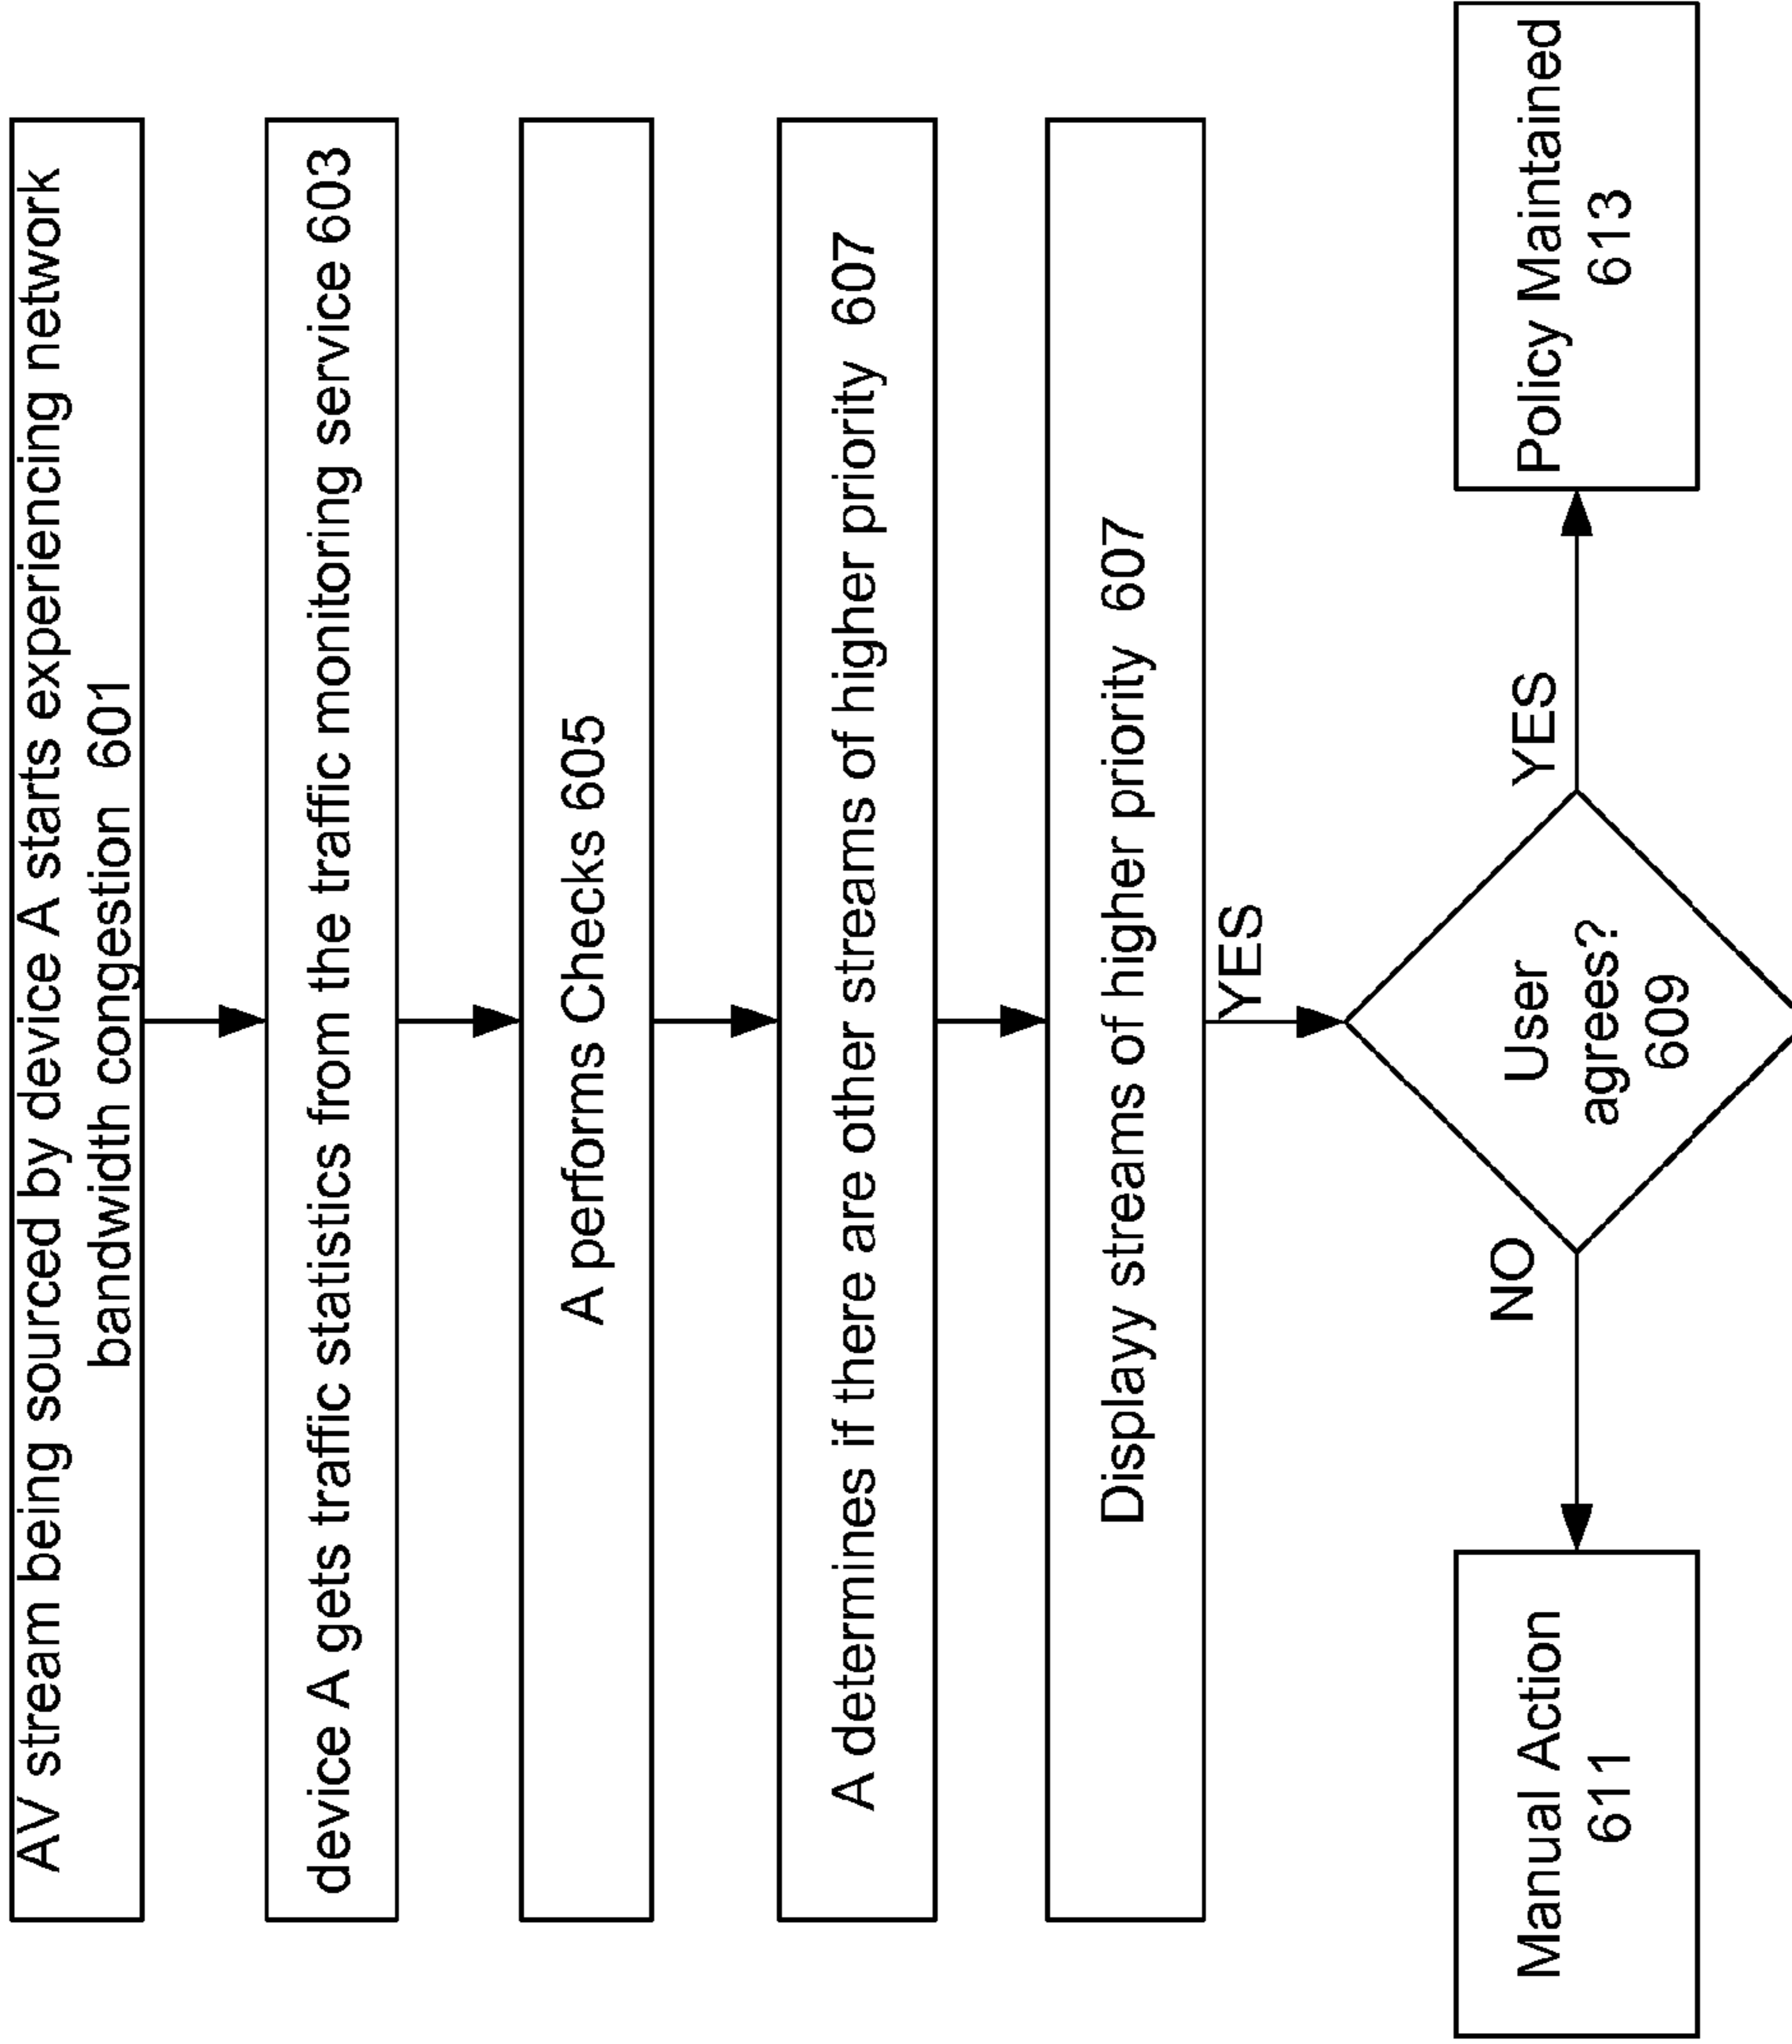 AV stream being sourced by device A starts experiencing network
bandwidth congestion 601
device A gets traffic statistics from the traffic monitoring service 603
A performs Checks 605
A determines if there are other streams of higher priority 607
Displayy streams of higher priority 607
YES
User
agrees?
609
NO
YES
Manual Action
611
Policy Maintained
613